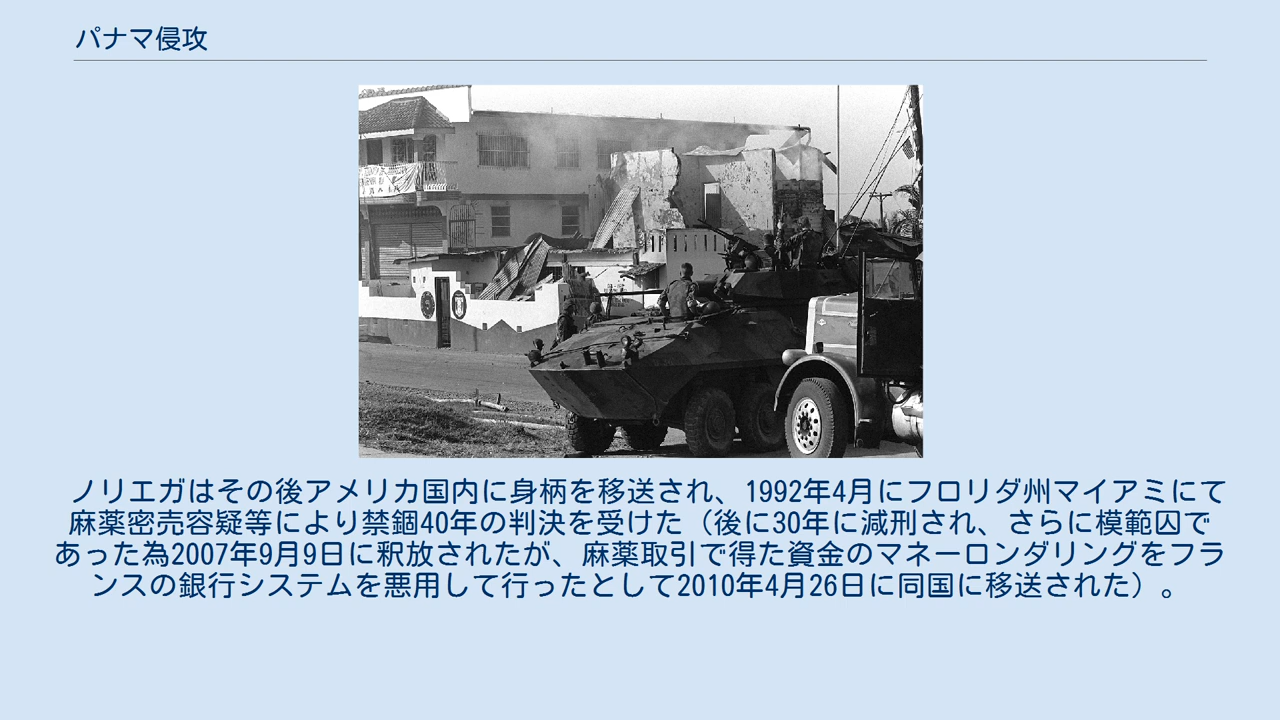 パナマ侵攻
ノリエガはその後アメリカ国内に身柄を移送され、1992年4月にフロリダ州マイアミにて
麻薬密売容疑等により禁錮40年の判決を受けた（後に30年に減刑され、さらに模範囚で
あった為2007年9月9日に釈放されたが、麻薬取引で得た資金のマネーロンダリングをフラ
ンスの銀行システムを悪用して行ったとして2010年4月26日に同国に移送された）。